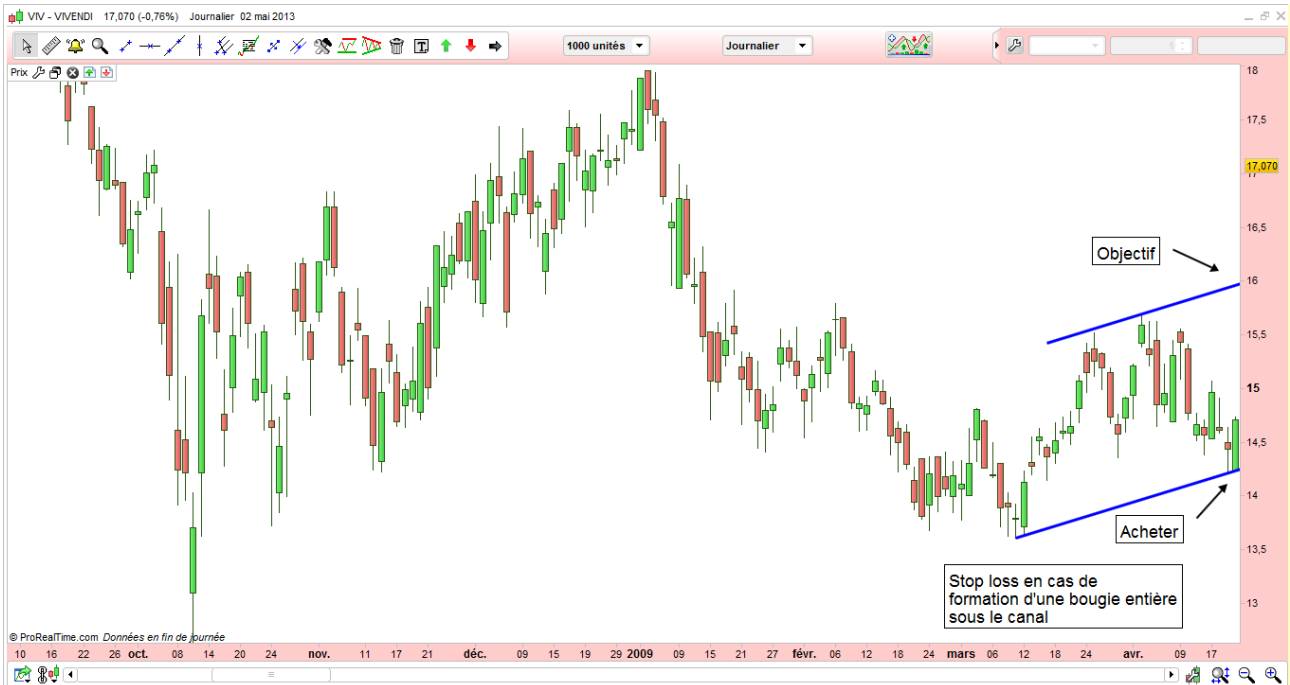 VIV - VIVENDI 17,070 (-0,76%) Journalier 02 mai 2013
1000 unités
Journalier
Prix
18
17,5
17,070
17
16,5
Objectif
16
15,5
15
14,5
14
Acheter
13,5
Stop loss en cas de
formation d'une bougie entière
sous le canal
13
© ProRealTime.com Données en fin de journée
10 16 22 26 oct. 08 14 20 24 nov. 11 17 21 déc. 09 15 19 29 2009 09 15 21 27 févr. 06 12 18 24 mars 06 12 18 24 avr. 09 17